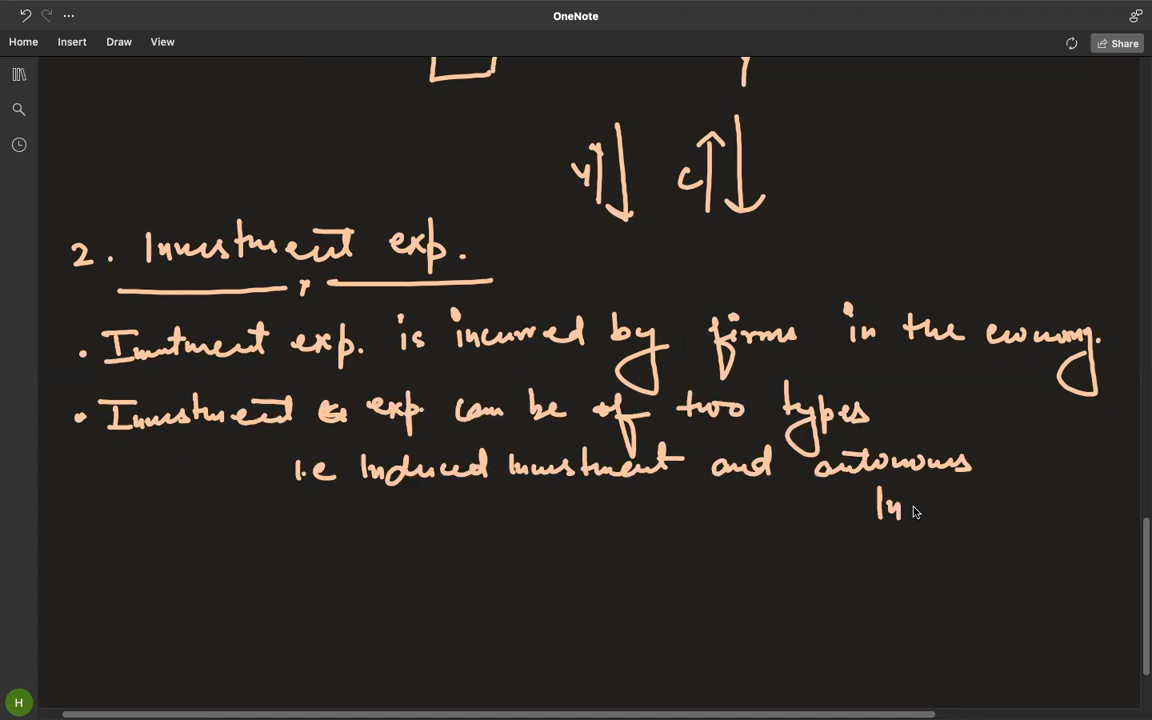 OneNote
Home Insert Draw View Share
Y C
2. Investment exp.
• Investment exp. is incurred by firms in the economy.
• Investment exp. can be of two types
i.e Induced investment and autonomous
In
H